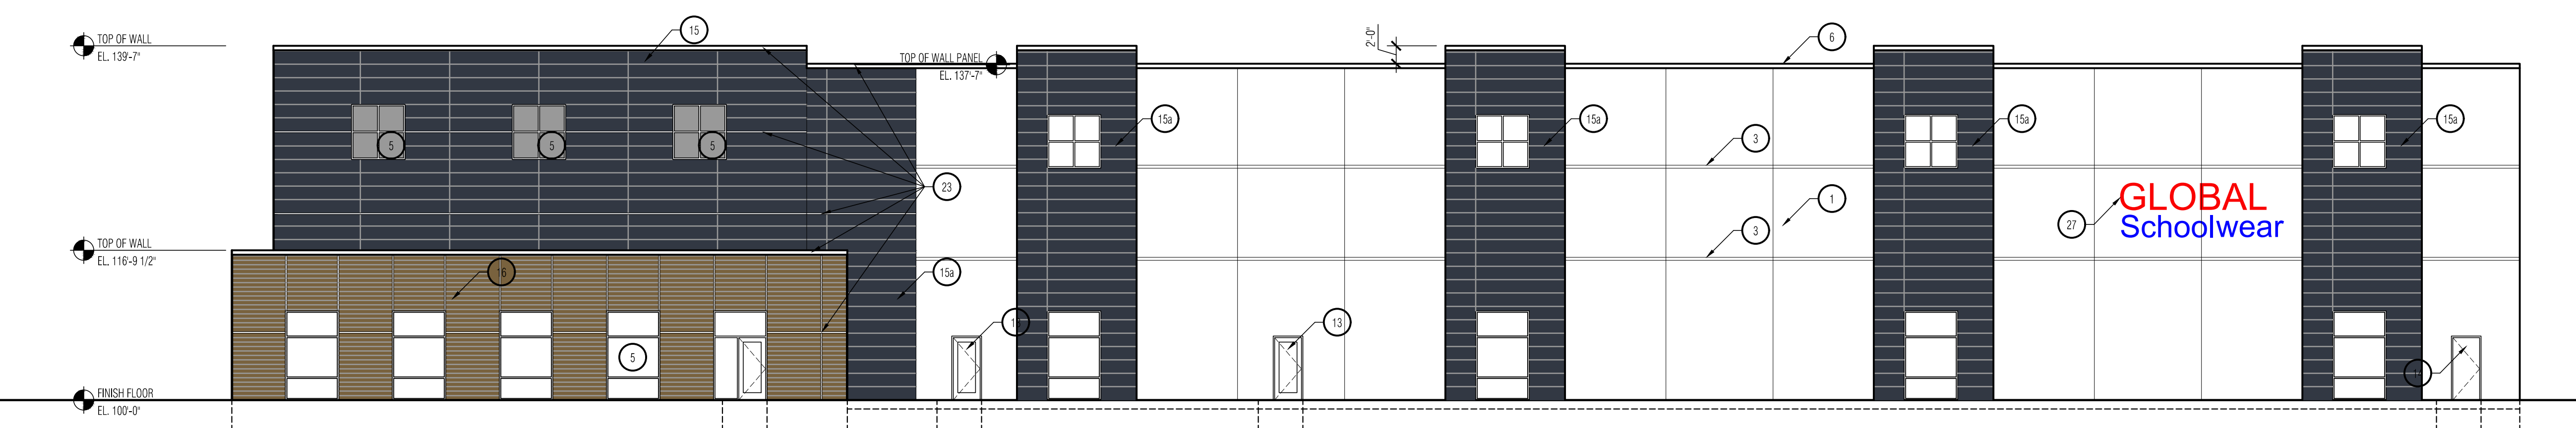 TOP OF WALL
EL. 139'-7"
15
TOP OF WALL PANEL
EL. 137'-7"
2'-0"
6
15a
15a
15a
15a
5
5
5
3
23
1
GLOBAL
Schoolwear
27
3
TOP OF WALL
EL. 116'-9 1/2"
16
15a
13
5
FINISH FLOOR
EL. 100'-0"